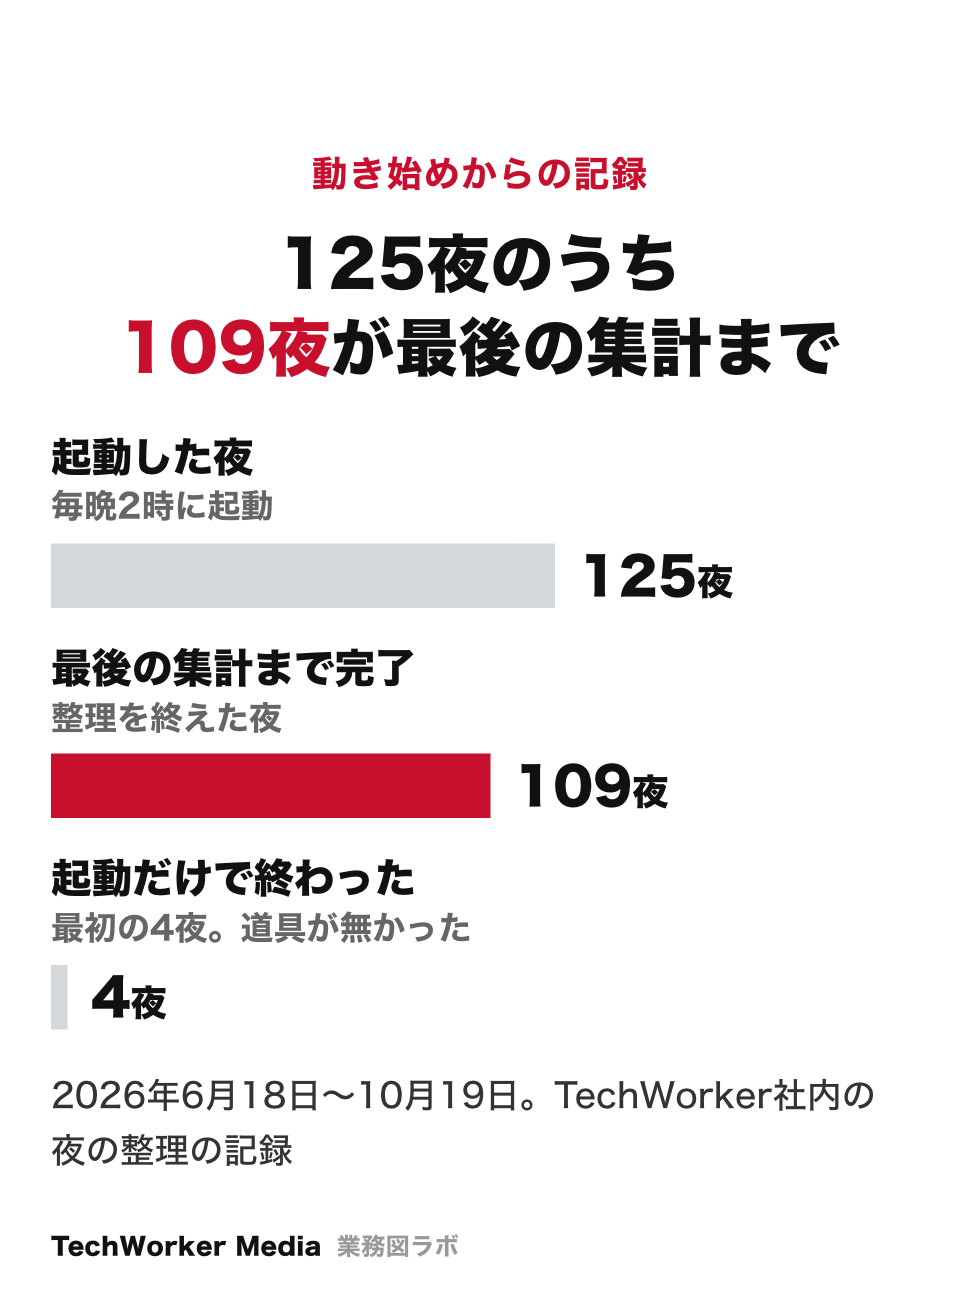 動き始めからの記録
125夜のうち
109夜が最後の集計まで
起動した夜
毎晩2時に起動
125夜
最後の集計まで完了
整理を終えた夜
109夜
起動だけで終わった
最初の4夜。道具が無かった
4夜
2026年6月18日〜10月19日。TechWorker社内の
夜の整理の記録
TechWorker Media 業務図ラボ